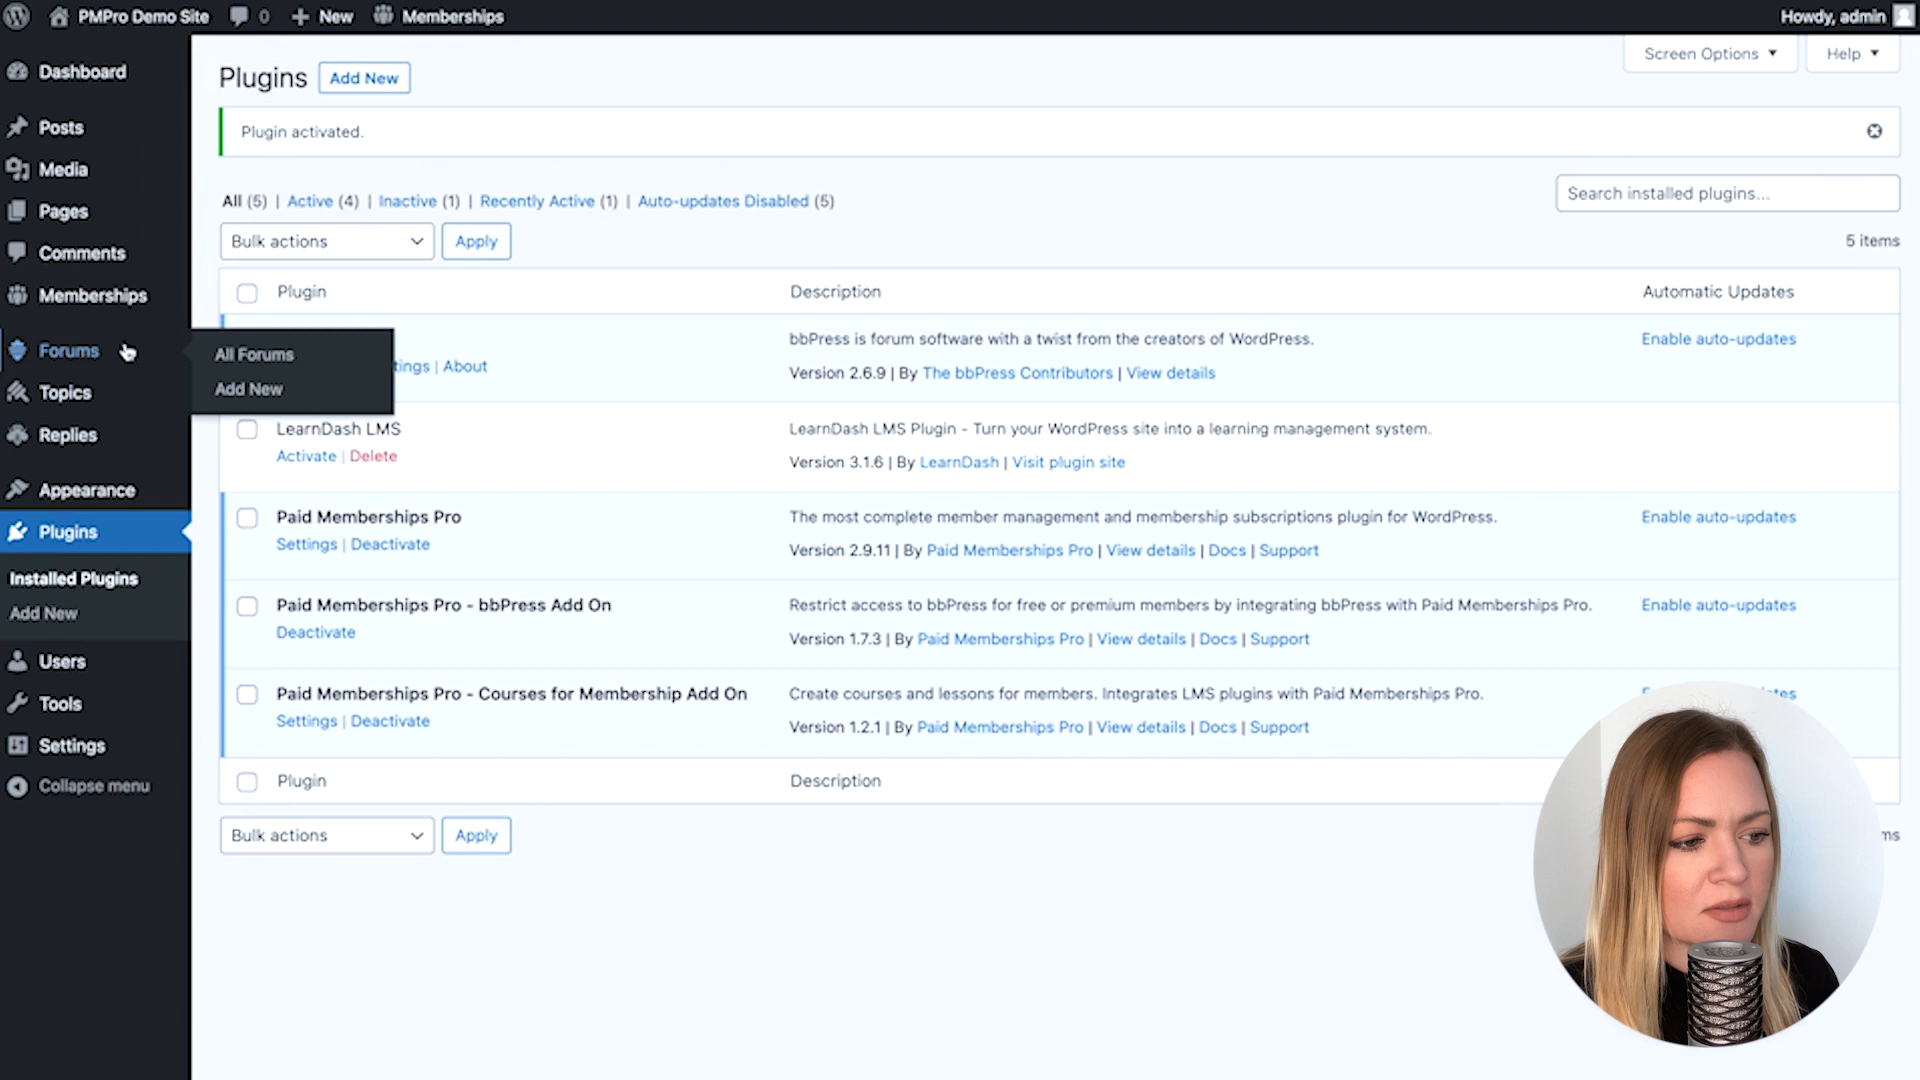 PMPro Demo Site 0 New Memberships Howdy, admin
Dashboard
Posts
Media
Pages
Comments
Memberships
Forums
Topics
Replies
Appearance
Plugins
Installed Plugins
Add New
Users
Tools
Settings
Collapse menu
All Forums
Add New
Screen Options Help
Plugins Add New
Plugin activated.
All (5) | Active (4) | Inactive (1) | Recently Active (1) | Auto-updates Disabled (5)
Search installed plugins...
Bulk actions Apply
5 items
Plugin Description Automatic Updates
bbPress is forum software with a twist from the creators of WordPress. Enable auto-updates
tings | About
Version 2.6.9 | By The bbPress Contributors | View details
LearnDash LMS LearnDash LMS Plugin - Turn your WordPress site into a learning management system.
Activate | Delete
Version 3.1.6 | By LearnDash | Visit plugin site
Paid Memberships Pro The most complete member management and membership subscriptions plugin for WordPress. Enable auto-updates
Settings | Deactivate
Version 2.9.11 | By Paid Memberships Pro | View details | Docs | Support
Paid Memberships Pro - bbPress Add On Restrict access to bbPress for free or premium members by integrating bbPress with Paid Memberships Pro. Enable auto-updates
Deactivate
Version 1.7.3 | By Paid Memberships Pro | View details | Docs | Support
Paid Memberships Pro - Courses for Membership Add On Create courses and lessons for members. Integrates LMS plugins with Paid Memberships Pro.
Settings | Deactivate
Version 1.2.1 | By Paid Memberships Pro | View details | Docs | Support
Plugin Description
Bulk actions Apply